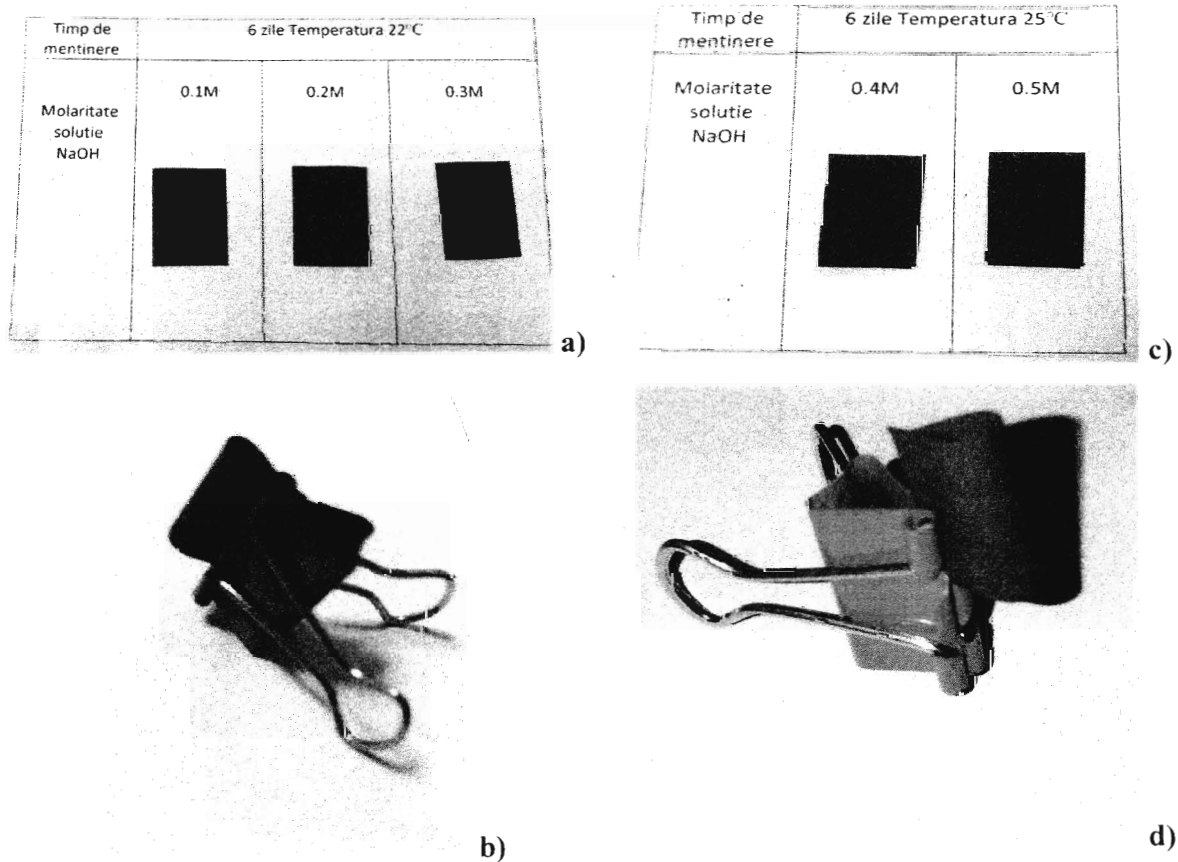 Timp de
mentinere
6 zile Temperatura 22°C
Molaritate
solutie
NaOH
0.1M
0.2M
0.3M
a)
Timp de
mentinere
6 zile Temperatura 25°C
Molaritate
solutie
NaOH
0.4M
0.5M
c)
b)
d)